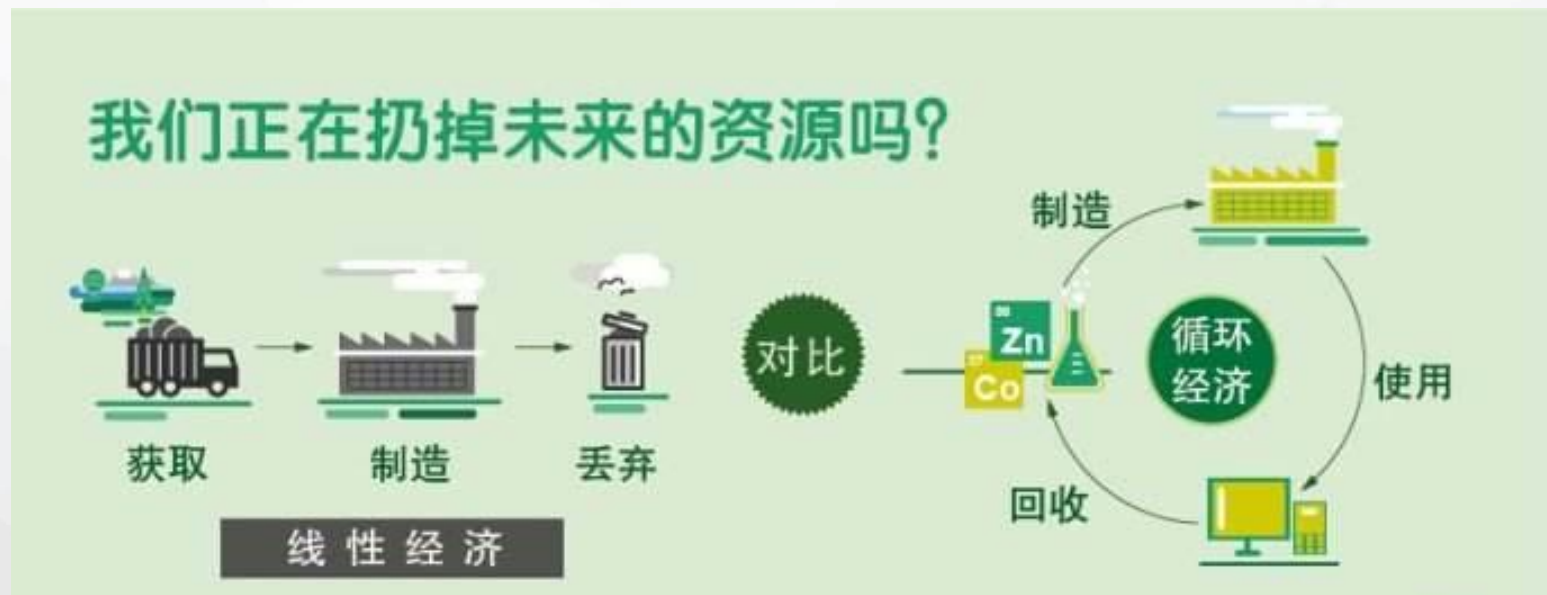 我们正在扔掉未来的资源吗?
获取
制造
丢弃
线性经济
对比
制造
Zn
Co
循环
经济
使用
回收